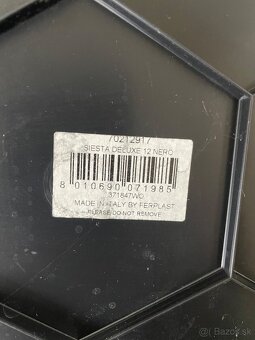 70212917
SIESTA DELUXE 12 NERO
8 010690 071985
371847WC
MADE IN ITALY BY FERPLAST
PLEASE DO NOT REMOVE
bazos.sk